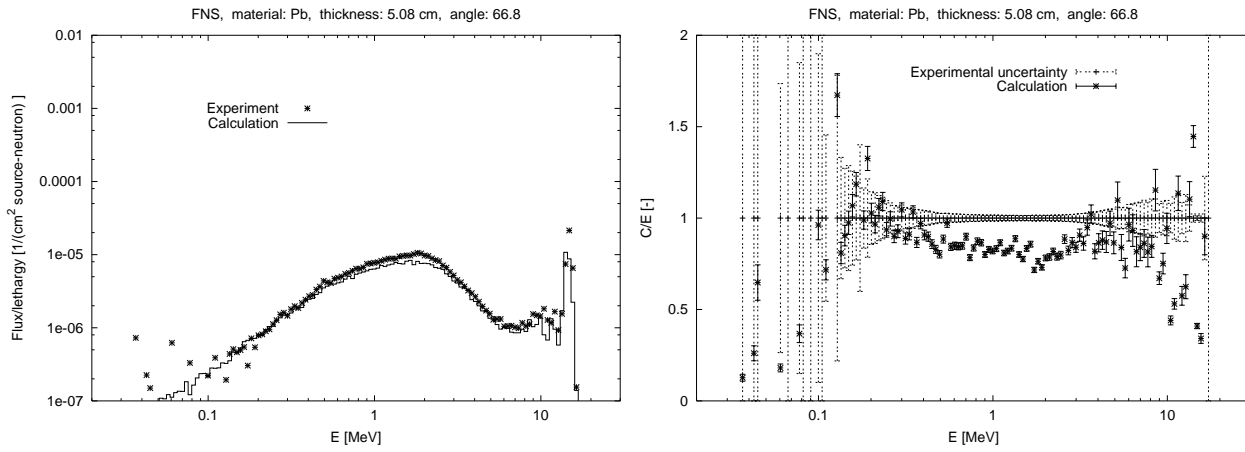 FNS, material: Pb, thickness: 5.08 cm, angle: 66.8
0.01
0.001
0.0001
1e-05
1e-06
1e-07
Flux/lethargy [1/(cm2 source-neutron) ]
Experiment
Calculation
0.1
1
10
E [MeV]
FNS, material: Pb, thickness: 5.08 cm, angle: 66.8
2
1.5
1
0.5
0
C/E [-]
Experimental uncertainty
Calculation
0.1
1
10
E [MeV]